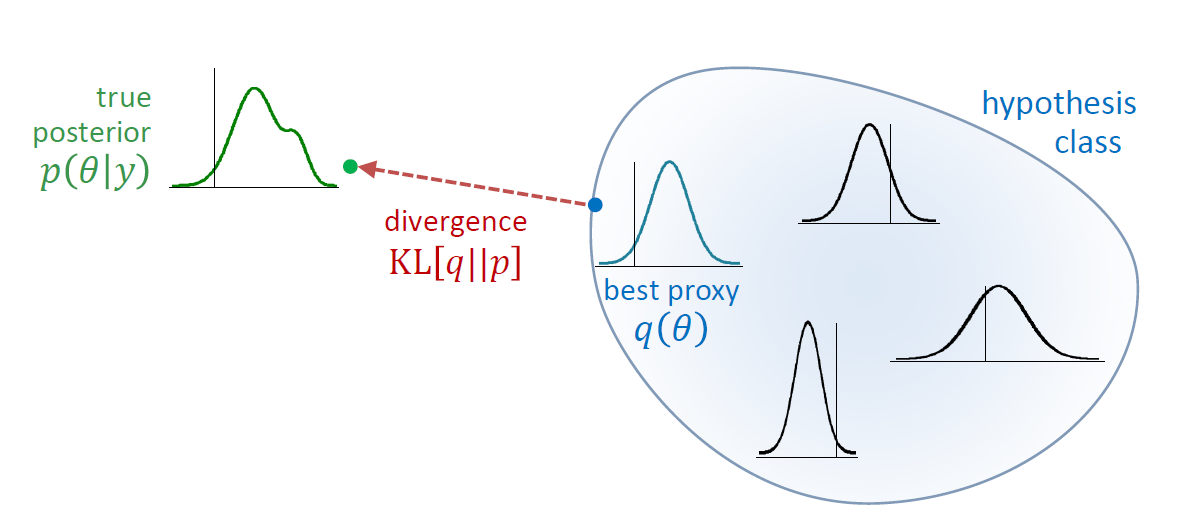 true
posterior
p(θ|y)
divergence
KL[q||p]
best proxy
q(θ)
hypothesis
class